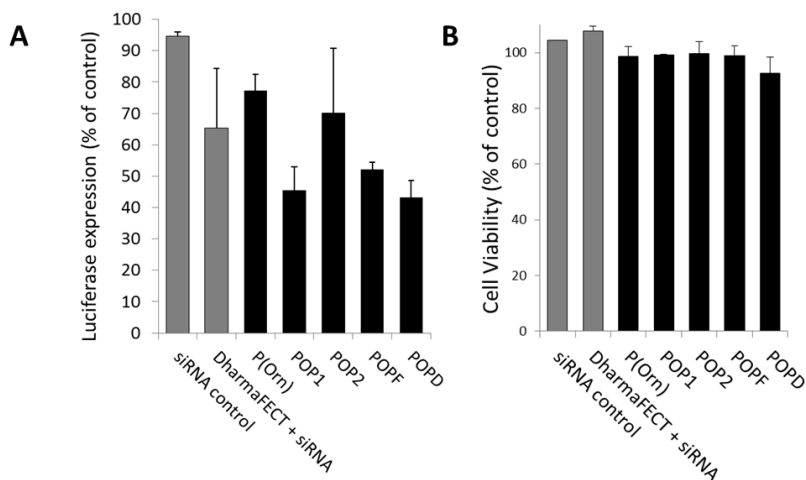 A
Luciferase expression (% of control)
100
90
80
70
60
50
40
30
20
10
0
siRNA control
DharmaFECT + siRNA
P(Orn)
POP1
POP2
POPF
POPD
B
Cell Viability (% of control)
100
80
60
40
20
0
siRNA control
DharmaFECT + siRNA
P(Orn)
POP1
POP2
POPF
POPD